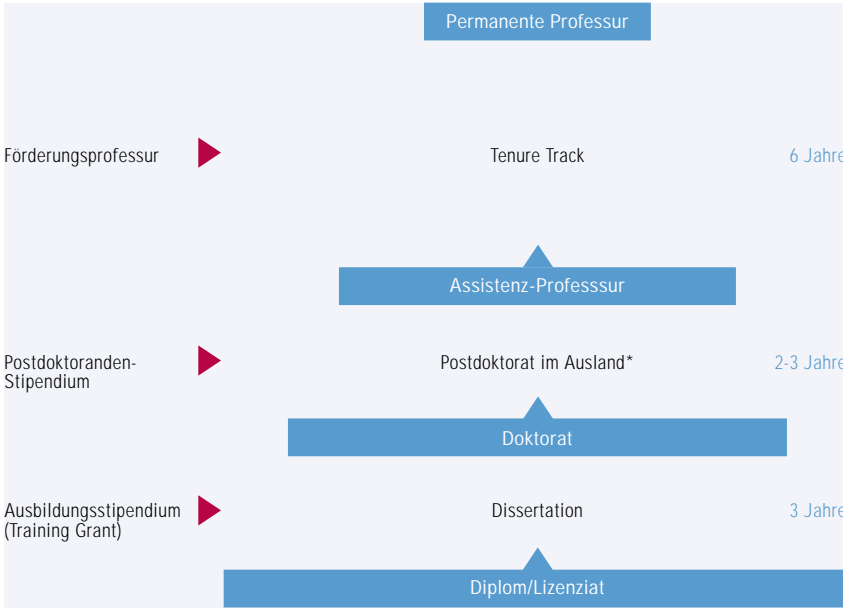 Permanente Professur
Förderungsprofessur
Tenure Track
6 Jahre
Assistenz-Professsur
Postdoktoranden-
Stipendium
Postdoktorat im Ausland*
2-3 Jahre
Doktorat
Ausbildungsstipendium
(Training Grant)
Dissertation
3 Jahre
Diplom/Lizenziat